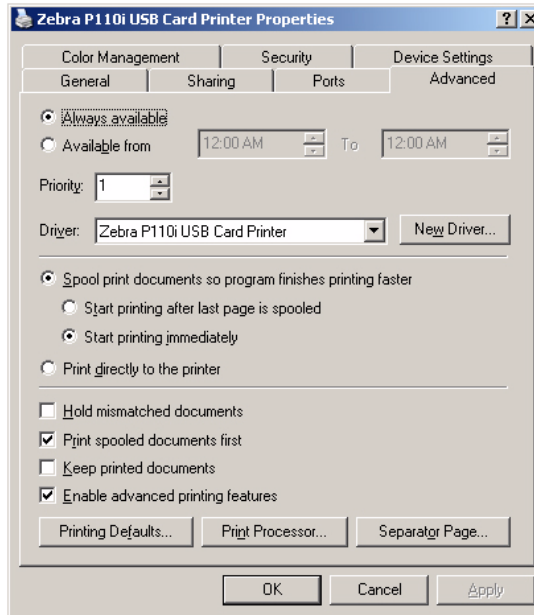 Zebra P110i USB Card Printer Properties
Color Management Security Device Settings
General Sharing Ports Advanced
Always available
Available from 12:00 AM To 12:00 AM
Priority: 1
Driver: Zebra P110i USB Card Printer New Driver...
Spool print documents so program finishes printing faster
Start printing after last page is spooled
Start printing immediately
Print directly to the printer
Hold mismatched documents
Print spooled documents first
Keep printed documents
Enable advanced printing features
Printing Defaults... Print Processor... Separator Page...
OK Cancel Apply